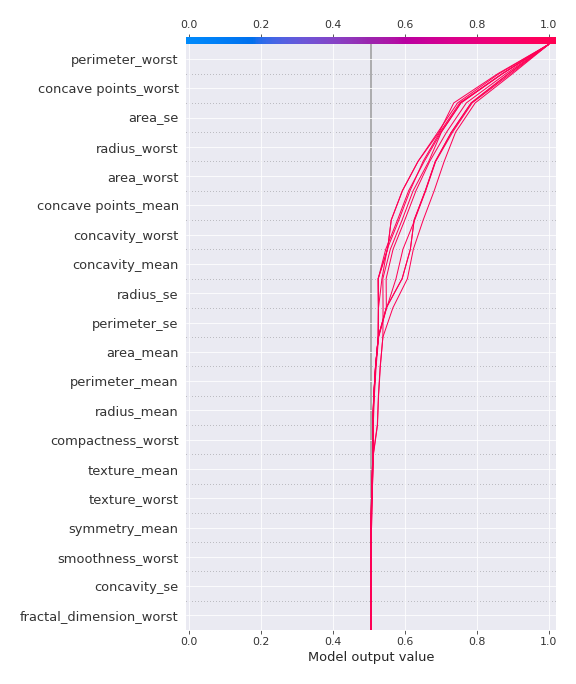 0.0 0.2 0.4 0.6 0.8 1.0
perimeter_worst
concave points_worst
area_se
radius_worst
area_worst
concave points_mean
concavity_worst
concavity_mean
radius_se
perimeter_se
area_mean
perimeter_mean
radius_mean
compactness_worst
texture_mean
texture_worst
symmetry_mean
smoothness_worst
concavity_se
fractal_dimension_worst
0.0 0.2 0.4 0.6 0.8 1.0
Model output value